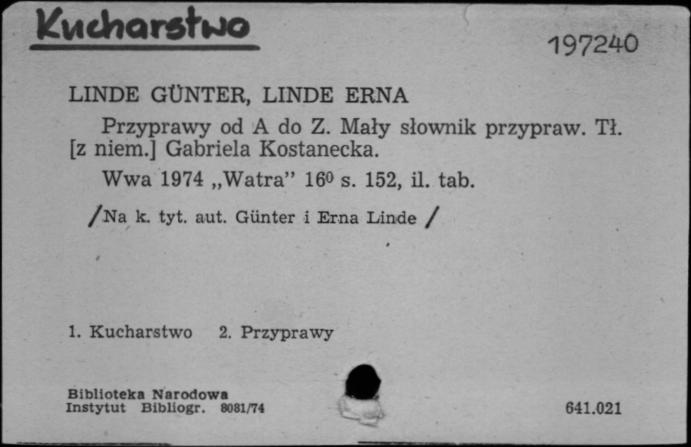 Kucharstwo
197240
LINDE GÜNTER, LINDE ERNA
Przyprawy od A do Z. Mały słownik przypraw. Tł.
[z niem.] Gabriela Kostanecka.
Wwa 1974 „Watra” 16⁰ s. 152, il. tab.
/Na k. tyt. aut. Günter i Erna Linde /
1. Kucharstwo 2. Przyprawy
Biblioteka Narodowa
Instytut Bibliogr. 8081/74
641.021